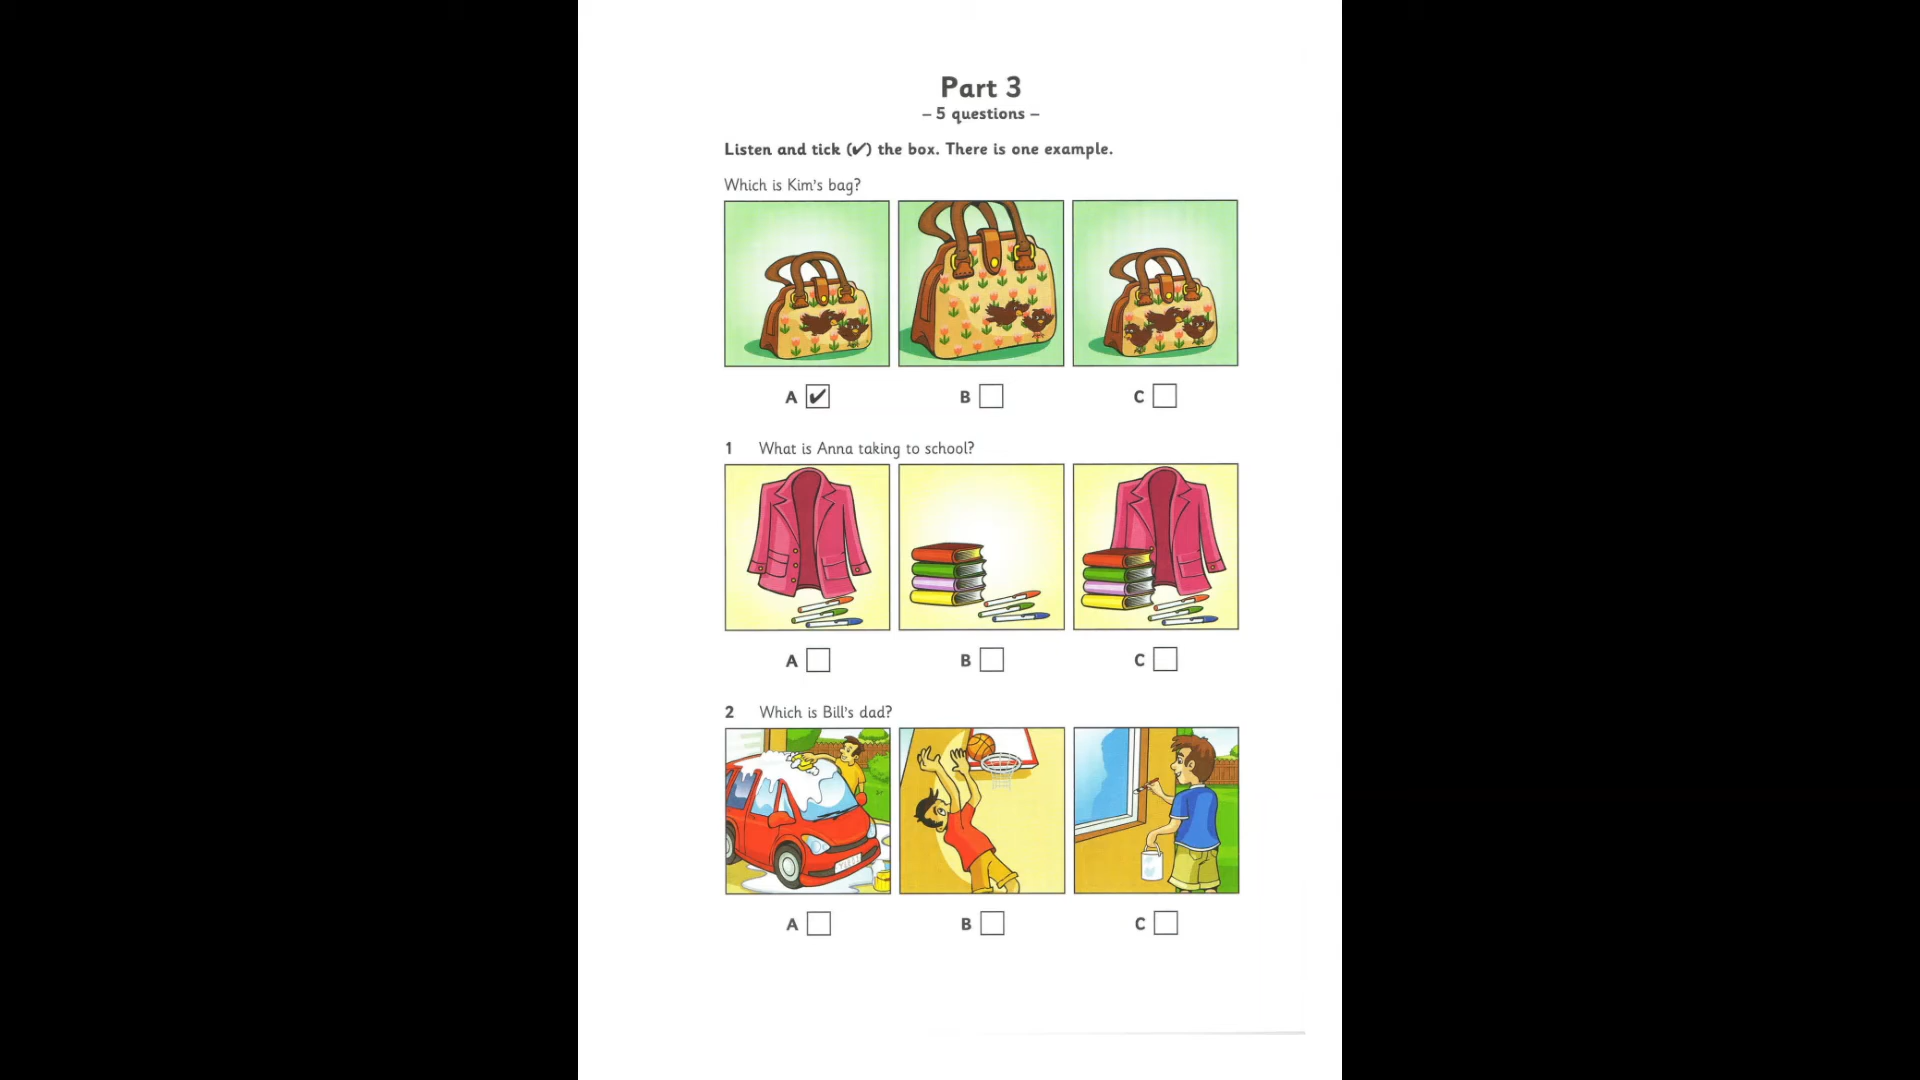 Part 3
– 5 questions –
Listen and tick (✔) the box. There is one example.
Which is Kim's bag?
A ✔ B C
1 What is Anna taking to school?
A B C
2 Which is Bill's dad?
A B C